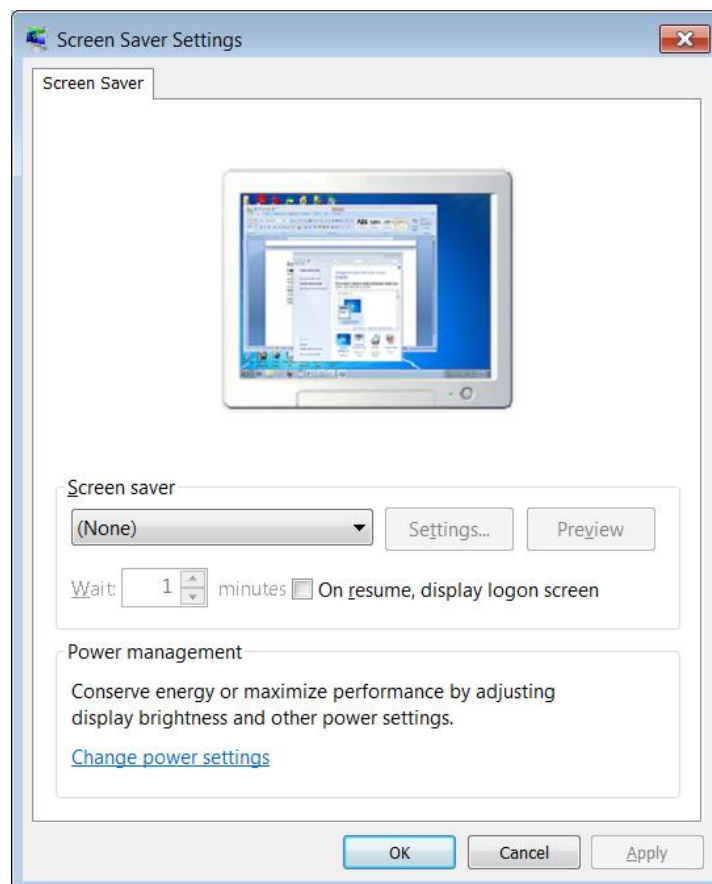 Screen Saver Settings
Screen Saver
Screen saver
(None)
Settings...
Preview
Wait: 1 minutes On resume, display logon screen
Power management
Conserve energy or maximize performance by adjusting
display brightness and other power settings.
Change power settings
OK Cancel Apply